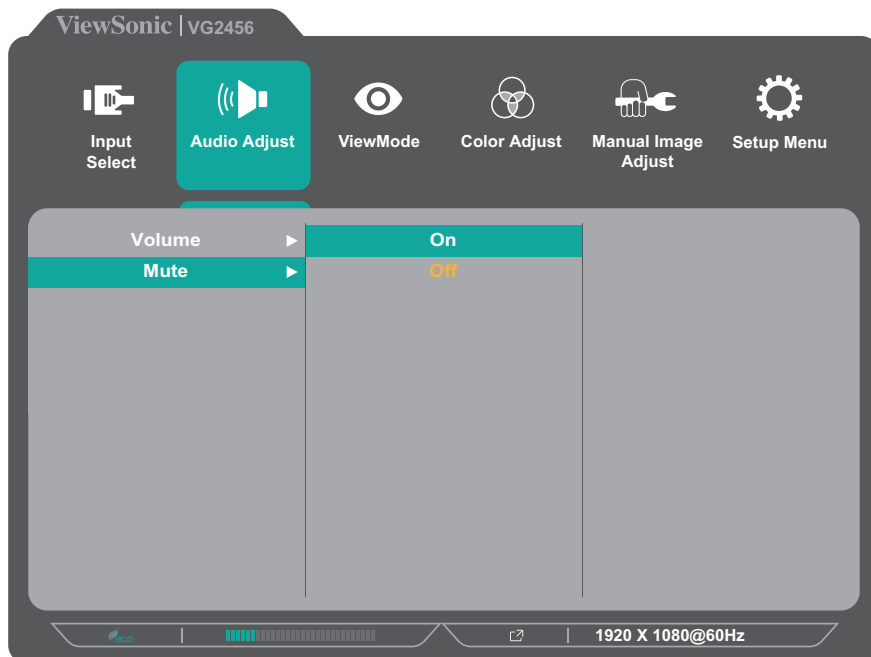 ViewSonic | VG2456
Input
Select
Audio Adjust
ViewMode
Color Adjust
Manual Image
Adjust
Setup Menu
Volume
On
Mute
Off
eco
1920 X 1080@60Hz